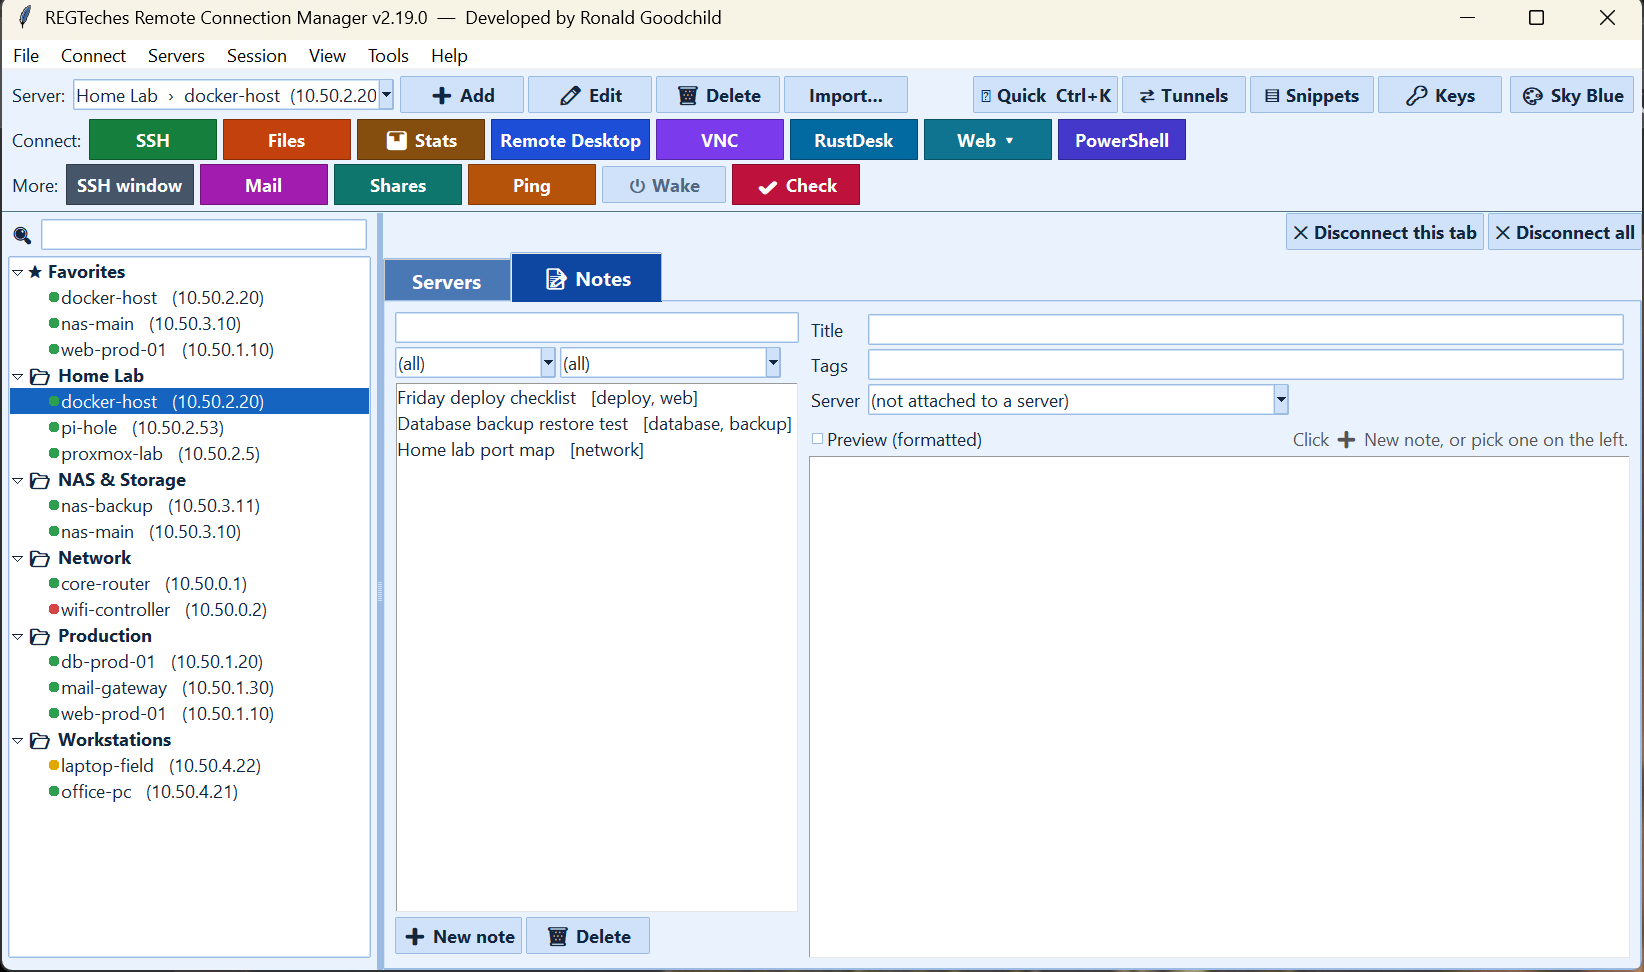 REGTeches Remote Connection Manager v2.19.0 — Developed by Ronald Goodchild
File Connect Servers Session View Tools Help
Server: Home Lab › docker-host (10.50.2.20 Add Edit Delete Import... Quick Ctrl+K Tunnels Snippets Keys Sky Blue
Connect: SSH Files Stats Remote Desktop VNC RustDesk Web PowerShell
More: SSH window Mail Shares Ping Wake Check
Disconnect this tab Disconnect all
Favorites
docker-host (10.50.2.20)
nas-main (10.50.3.10)
web-prod-01 (10.50.1.10)
Home Lab
docker-host (10.50.2.20)
pi-hole (10.50.2.53)
proxmox-lab (10.50.2.5)
NAS & Storage
nas-backup (10.50.3.11)
nas-main (10.50.3.10)
Network
core-router (10.50.0.1)
wifi-controller (10.50.0.2)
Production
db-prod-01 (10.50.1.20)
mail-gateway (10.50.1.30)
web-prod-01 (10.50.1.10)
Workstations
laptop-field (10.50.4.22)
office-pc (10.50.4.21)
Servers Notes
(all) (all)
Friday deploy checklist [deploy, web]
Database backup restore test [database, backup]
Home lab port map [network]
New note Delete
Title
Tags
Server (not attached to a server)
Preview (formatted) Click + New note, or pick one on the left.